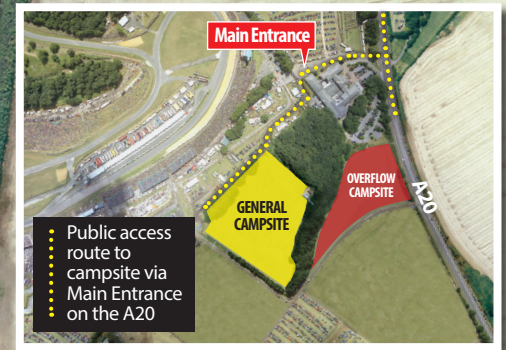 Main Entrance
GENERAL
CAMPSITE
OVERFLOW
CAMPSITE
A20
Public access
route to
campsite via
Main Entrance
on the A20